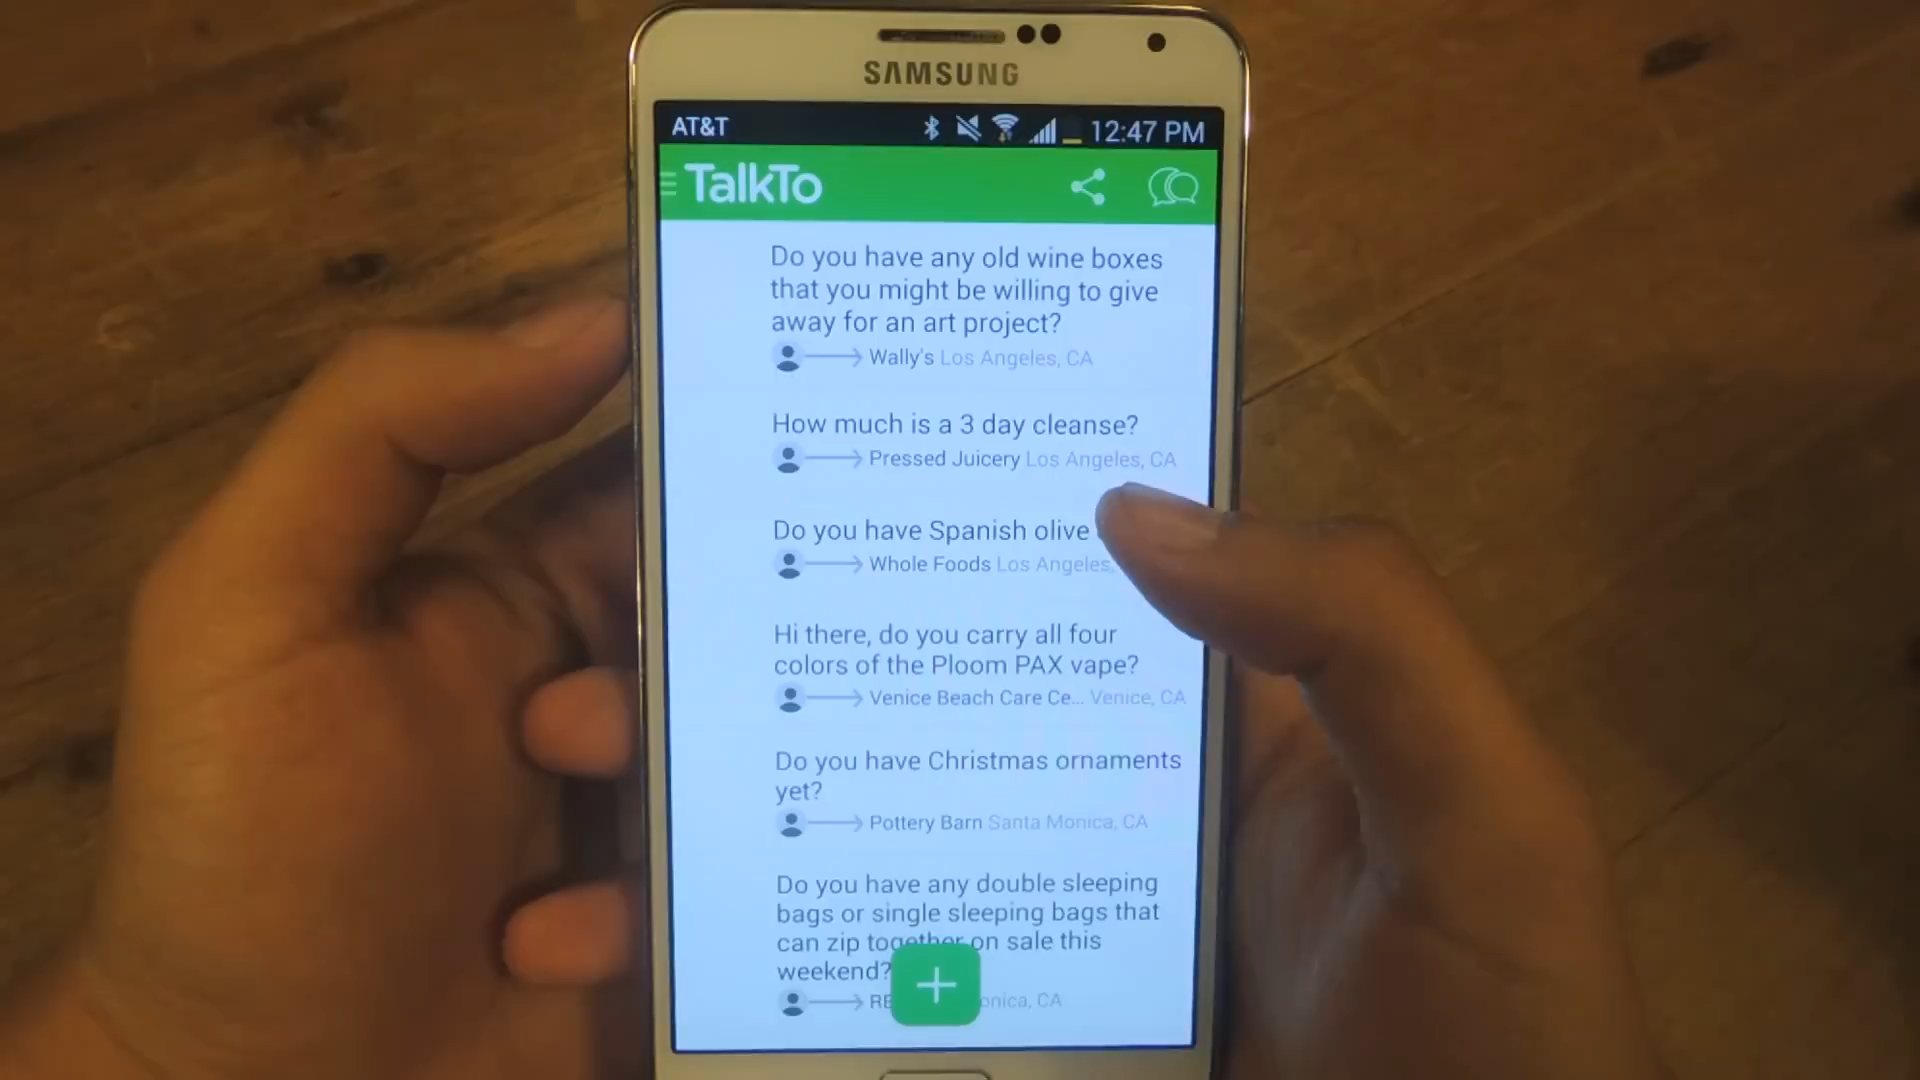 SAMSUNG
AT&T 12:47 PM
TalkTo
Do you have any old wine boxes
that you might be willing to give
away for an art project?
Wally's Los Angeles, CA
How much is a 3 day cleanse?
Pressed Juicery Los Angeles, CA
Do you have Spanish olive
Whole Foods Los Angeles,
Hi there, do you carry all four
colors of the Ploom PAX vape?
Venice Beach Care Ce... Venice, CA
Do you have Christmas ornaments
yet?
Pottery Barn Santa Monica, CA
Do you have any double sleeping
bags or single sleeping bags that
can zip together on sale this
weekend?
CA